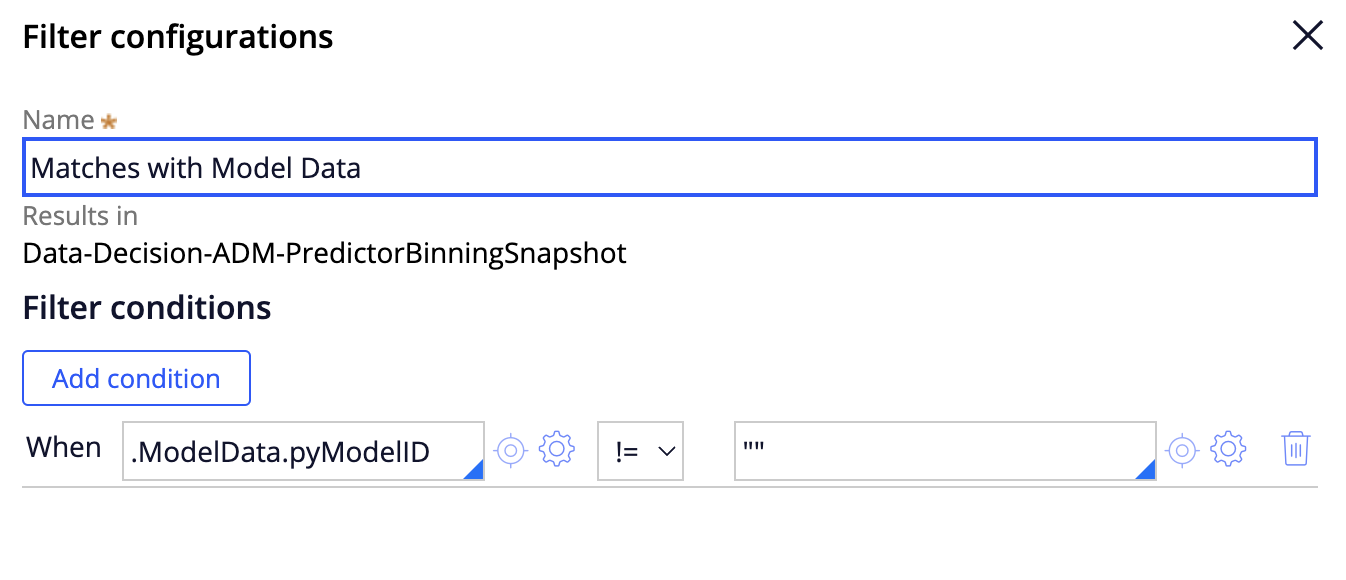 Filter configurations
Name *
Matches with Model Data
Results in
Data-Decision-ADM-PredictorBinningSnapshot
Filter conditions
Add condition
When .ModelData.pyModelID != ""